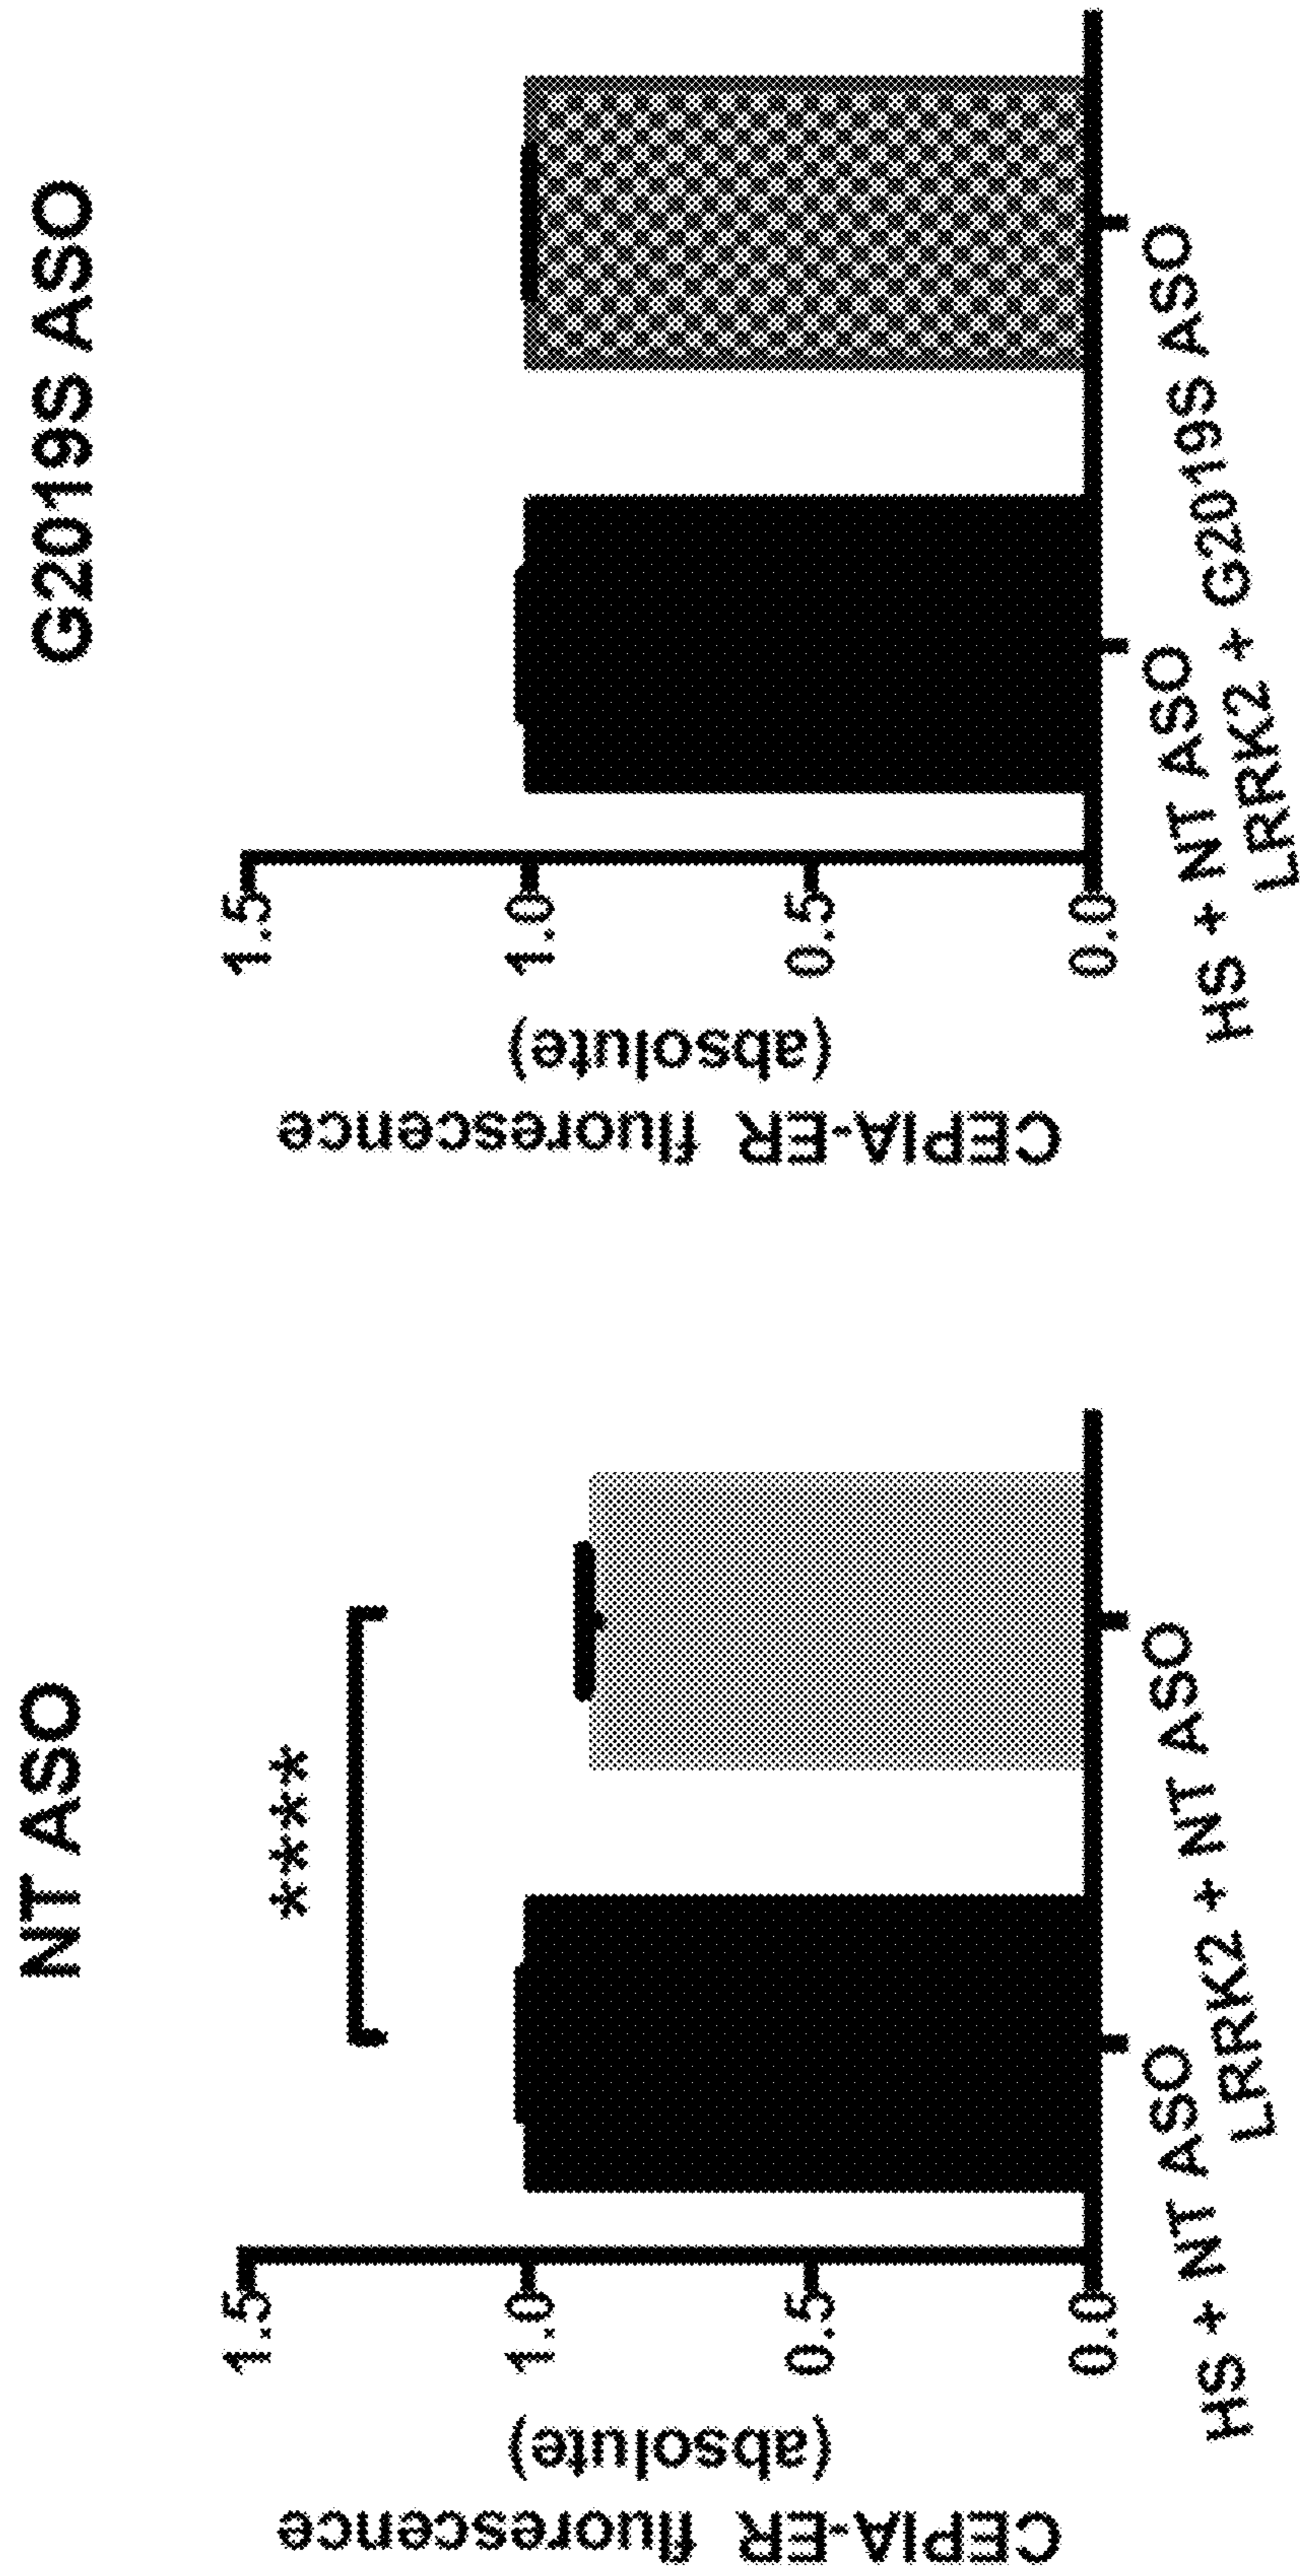 NT ASO
****
CEPIA-ER fluorescence
(absolute)
1.5
1.0
0.5
0.0
HS + NT ASO
LRRK2 + NT ASO
G2019S ASO
CEPIA-ER fluorescence
(absolute)
1.5
1.0
0.5
0.0
HS + NT ASO
LRRK2 + G2019S ASO